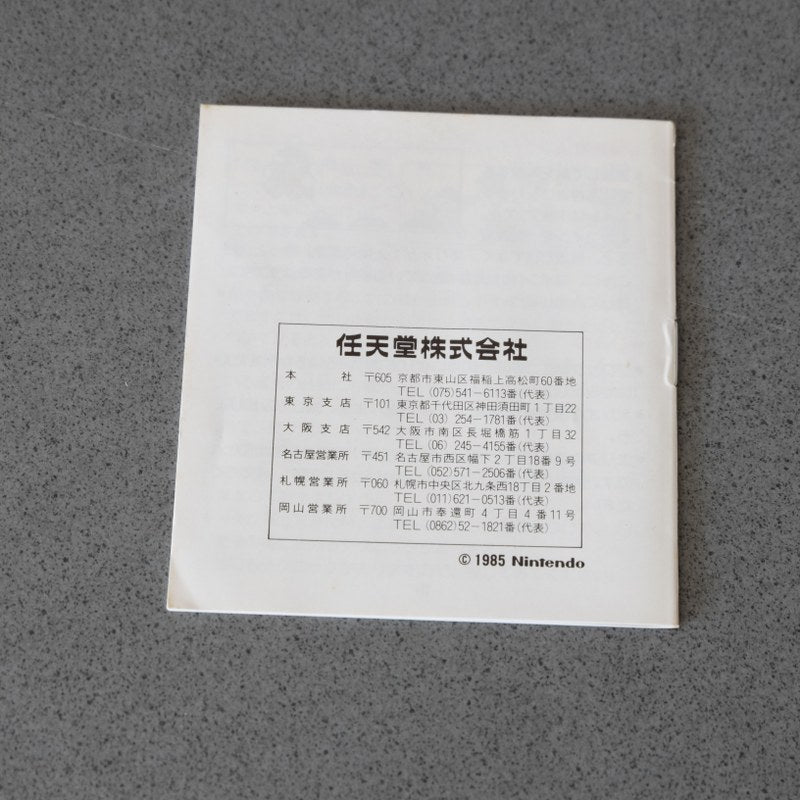 任天堂株式会社
本社 〒605 京都市東山区福稲上高松町60番地
TEL (075)541-6113番(代表)
東京支店 〒101 東京都千代田区神田須田町1丁目22
TEL (03) 254-1781番(代表)
大阪支店 〒542 大阪市南区長堀橋筋1丁目32
TEL (06) 245-4155番(代表)
名古屋営業所 〒451 名古屋市西区幅下2丁目18番9号
TEL (052)571-2506番(代表)
札幌営業所 〒060 札幌市中央区北九条西18丁目2番地
TEL (011)621-0513番(代表)
岡山営業所 〒700 岡山市奉還町4丁目4番11号
TEL (0862)52-1821番(代表)
© 1985 Nintendo